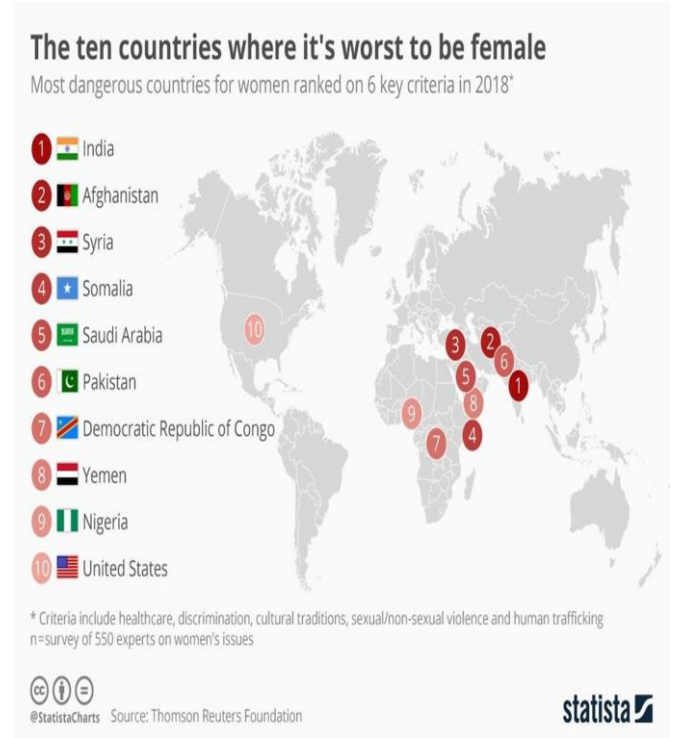 The ten countries where it's worst to be female
Most dangerous countries for women ranked on 6 key criteria in 2018*
1 India
2 Afghanistan
3 Syria
4 Somalia
5 Saudi Arabia
6 Pakistan
7 Democratic Republic of Congo
8 Yemen
9 Nigeria
10 United States
10
3
2
6
5
1
8
9
4
7
* Criteria include healthcare, discrimination, cultural traditions, sexual/non-sexual violence and human trafficking
n=survey of 550 experts on women's issues
cc
@StatistaCharts Source: Thomson Reuters Foundation
statista